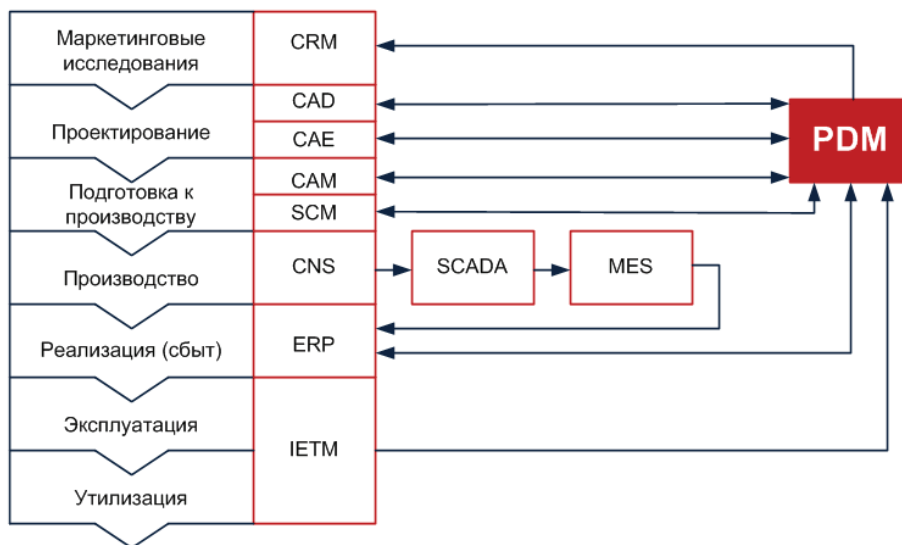 Маркетинговые
исследования
CRM
CAD
Проектирование
CAE
PDM
CAM
Подготовка к
производству
SCM
Производство
CNS
SCADA
MES
Реализация (сбыт)
ERP
Эксплуатация
IETM
Утилизация